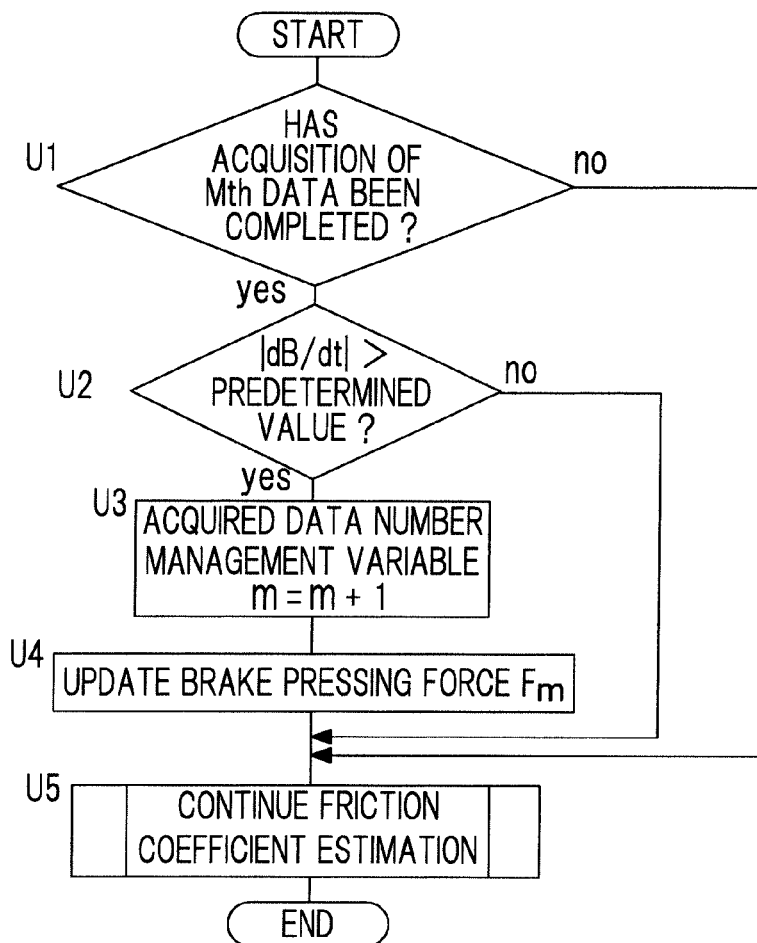 START
U1
HAS
ACQUISITION OF
Mth DATA BEEN
COMPLETED ?
no
yes
U2
|dB/dt| >
PREDETERMINED
VALUE ?
no
yes
U3
ACQUIRED DATA NUMBER
MANAGEMENT VARIABLE
m = m + 1
U4
UPDATE BRAKE PRESSING FORCE Fm
U5
CONTINUE FRICTION
COEFFICIENT ESTIMATION
END